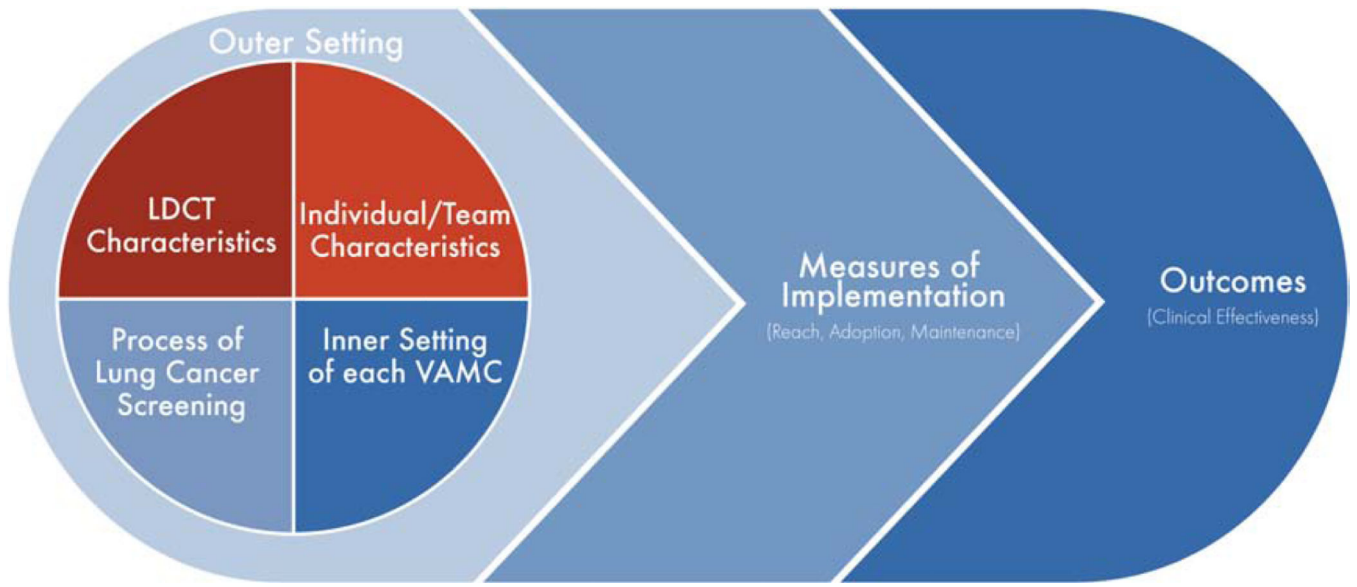 Outer Setting
LDCT
Characteristics
Individual/Team
Characteristics
Process of
Lung Cancer
Screening
Inner Setting
of each VAMC
Measures of
Implementation
(Reach, Adoption, Maintenance)
Outcomes
(Clinical Effectiveness)